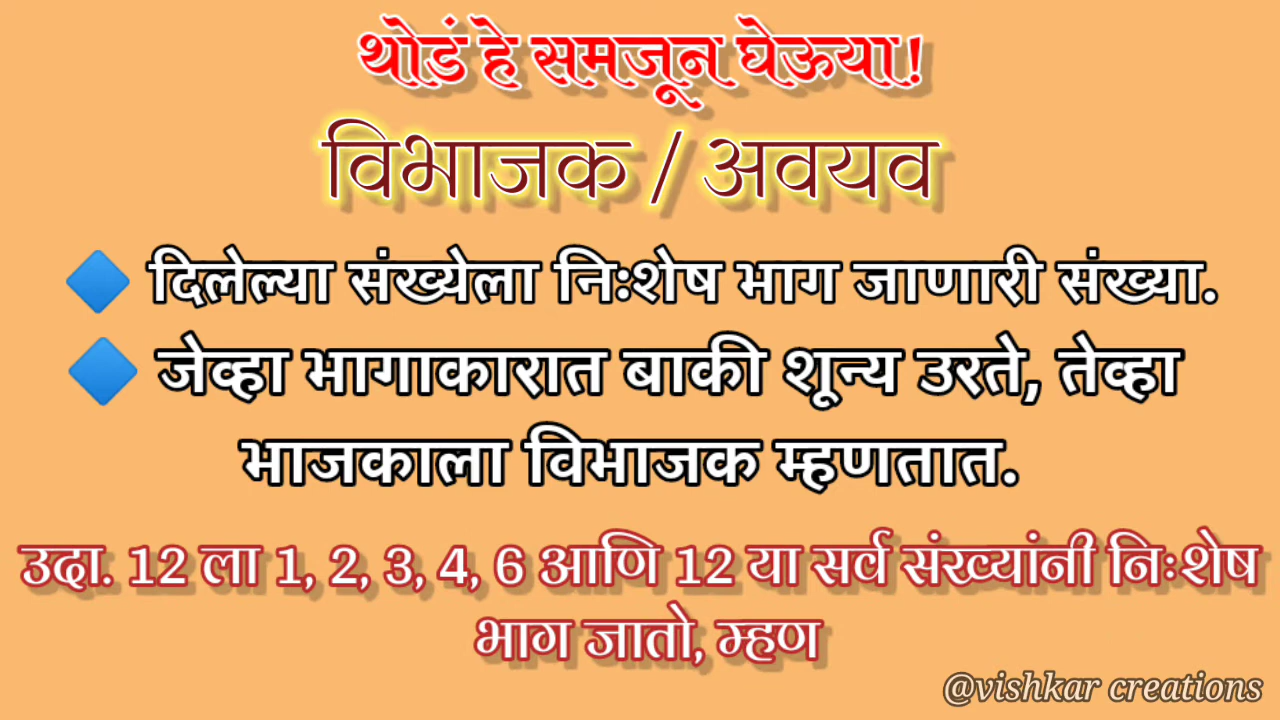 थोडं हे समजून घेऊया!
विभाजक / अवयव
दिलेल्या संख्येला निःशेष भाग जाणारी संख्या.
जेव्हा भागाकारात बाकी शून्य उरते, तेव्हा
भाजकाला विभाजक म्हणतात.
उदा. 12 ला 1, 2, 3, 4, 6 आणि 12 या सर्व संख्यांनी निःशेष
भाग जातो, म्हण
@vishkar creations